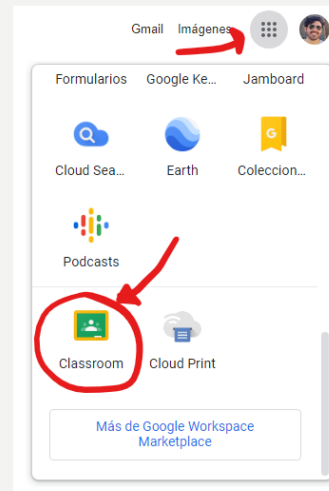 Gmail Imágenes
Formularios Google Ke... Jamboard
Cloud Sea... Earth Coleccion...
Podcasts
Classroom Cloud Print
Más de Google Workspace
Marketplace